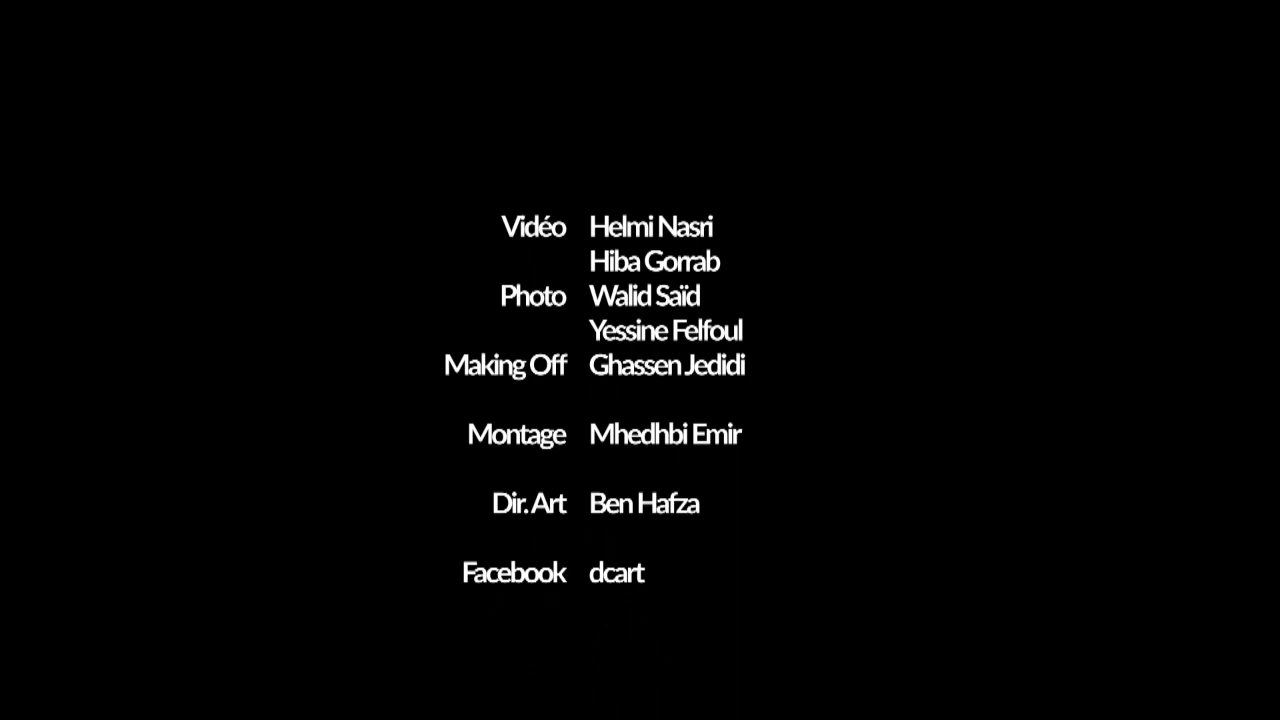 Vidéo Helmi Nasri
Hiba Gorrab
Photo Walid Saïd
Yessine Felfoul
Making Off Ghassen Jedidi
Montage Mhedhbi Emir
Dir. Art Ben Hafza
Facebook dcart